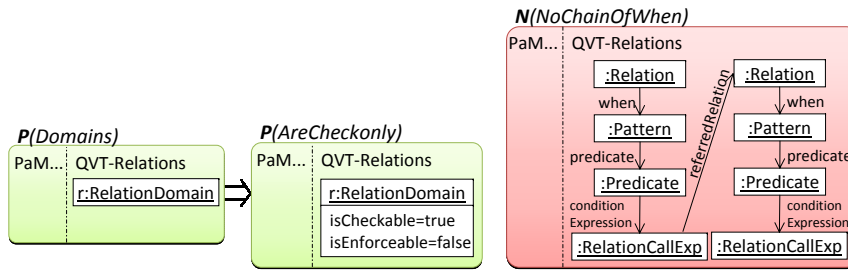 P(Domains)
PaM...
QVT-Relations
r:RelationDomain
P(AreCheckonly)
PaM...
QVT-Relations
r:RelationDomain
isCheckable=true
isEnforceable=false
N(NoChainOfWhen)
PaM...
QVT-Relations
:Relation
when
:Pattern
predicate
:Predicate
condition
Expression
:RelationCallExp
referredRelation
:Relation
when
:Pattern
predicate
:Predicate
condition
Expression
:RelationCallExp